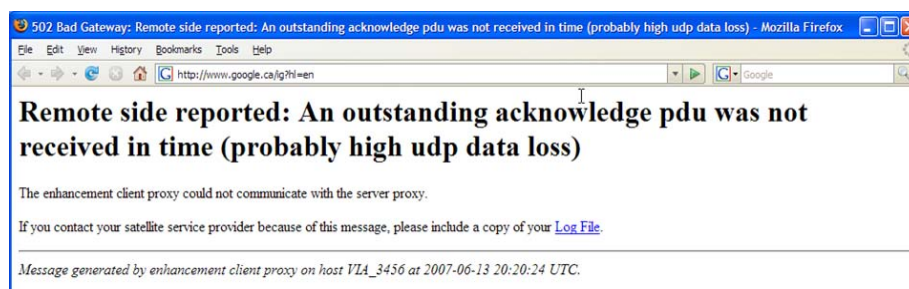 502 Bad Gateway: Remote side reported: An outstanding acknowledge pdu was not received in time (probably high udp data loss) - Mozilla Firefox
File Edit View History Bookmarks Tools Help
http://www.google.ca/ig?hl=en
Google
Remote side reported: An outstanding acknowledge pdu was not
received in time (probably high udp data loss)
The enhancement client proxy could not communicate with the server proxy.
If you contact your satellite service provider because of this message, please include a copy of your Log File.
Message generated by enhancement client proxy on host VIA_3456 at 2007-06-13 20:20:24 UTC.